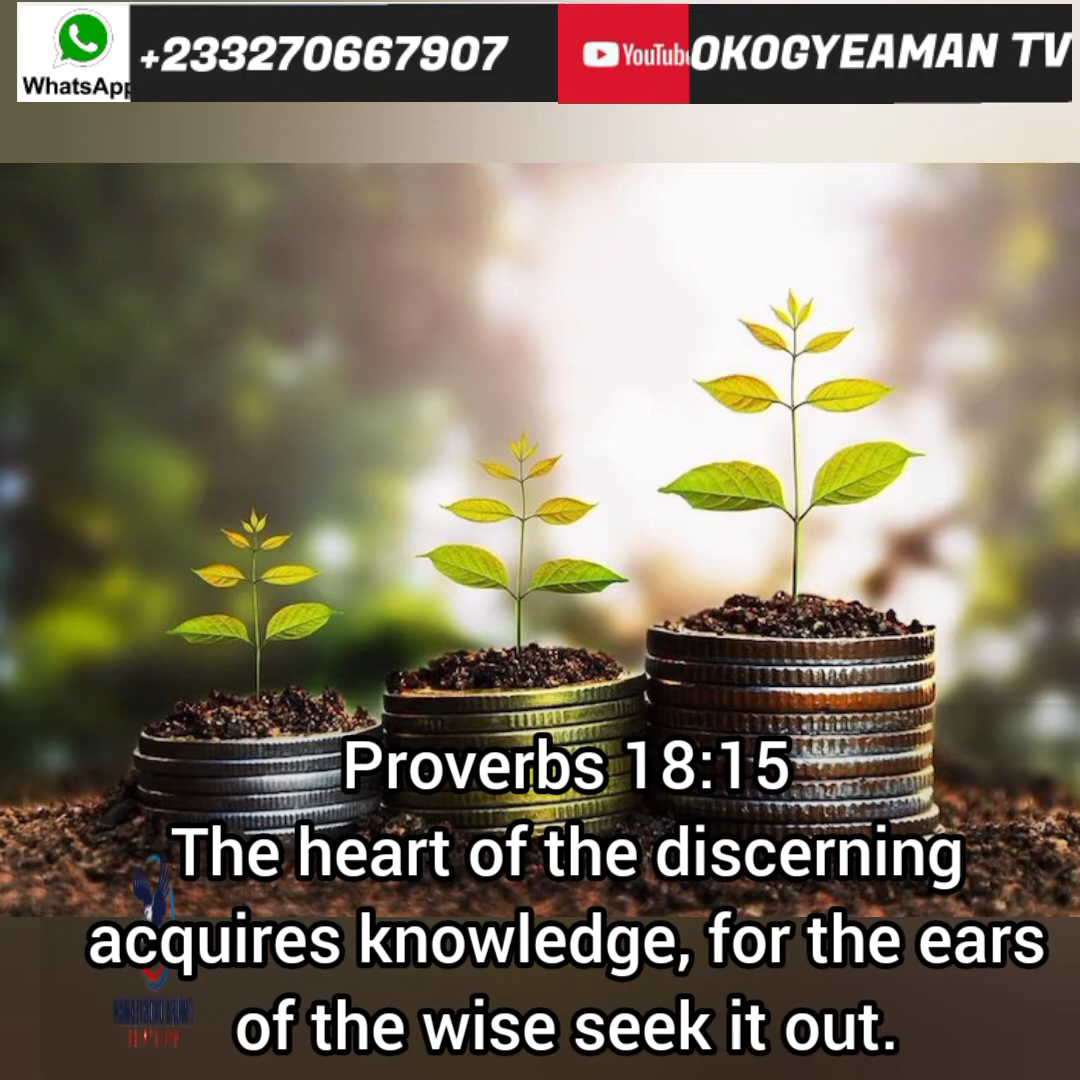 WhatsApp
+233270667907
YouTube
OKOGYEAMAN TV
Proverbs 18:15
The heart of the discerning
acquires knowledge, for the ears
of the wise seek it out.